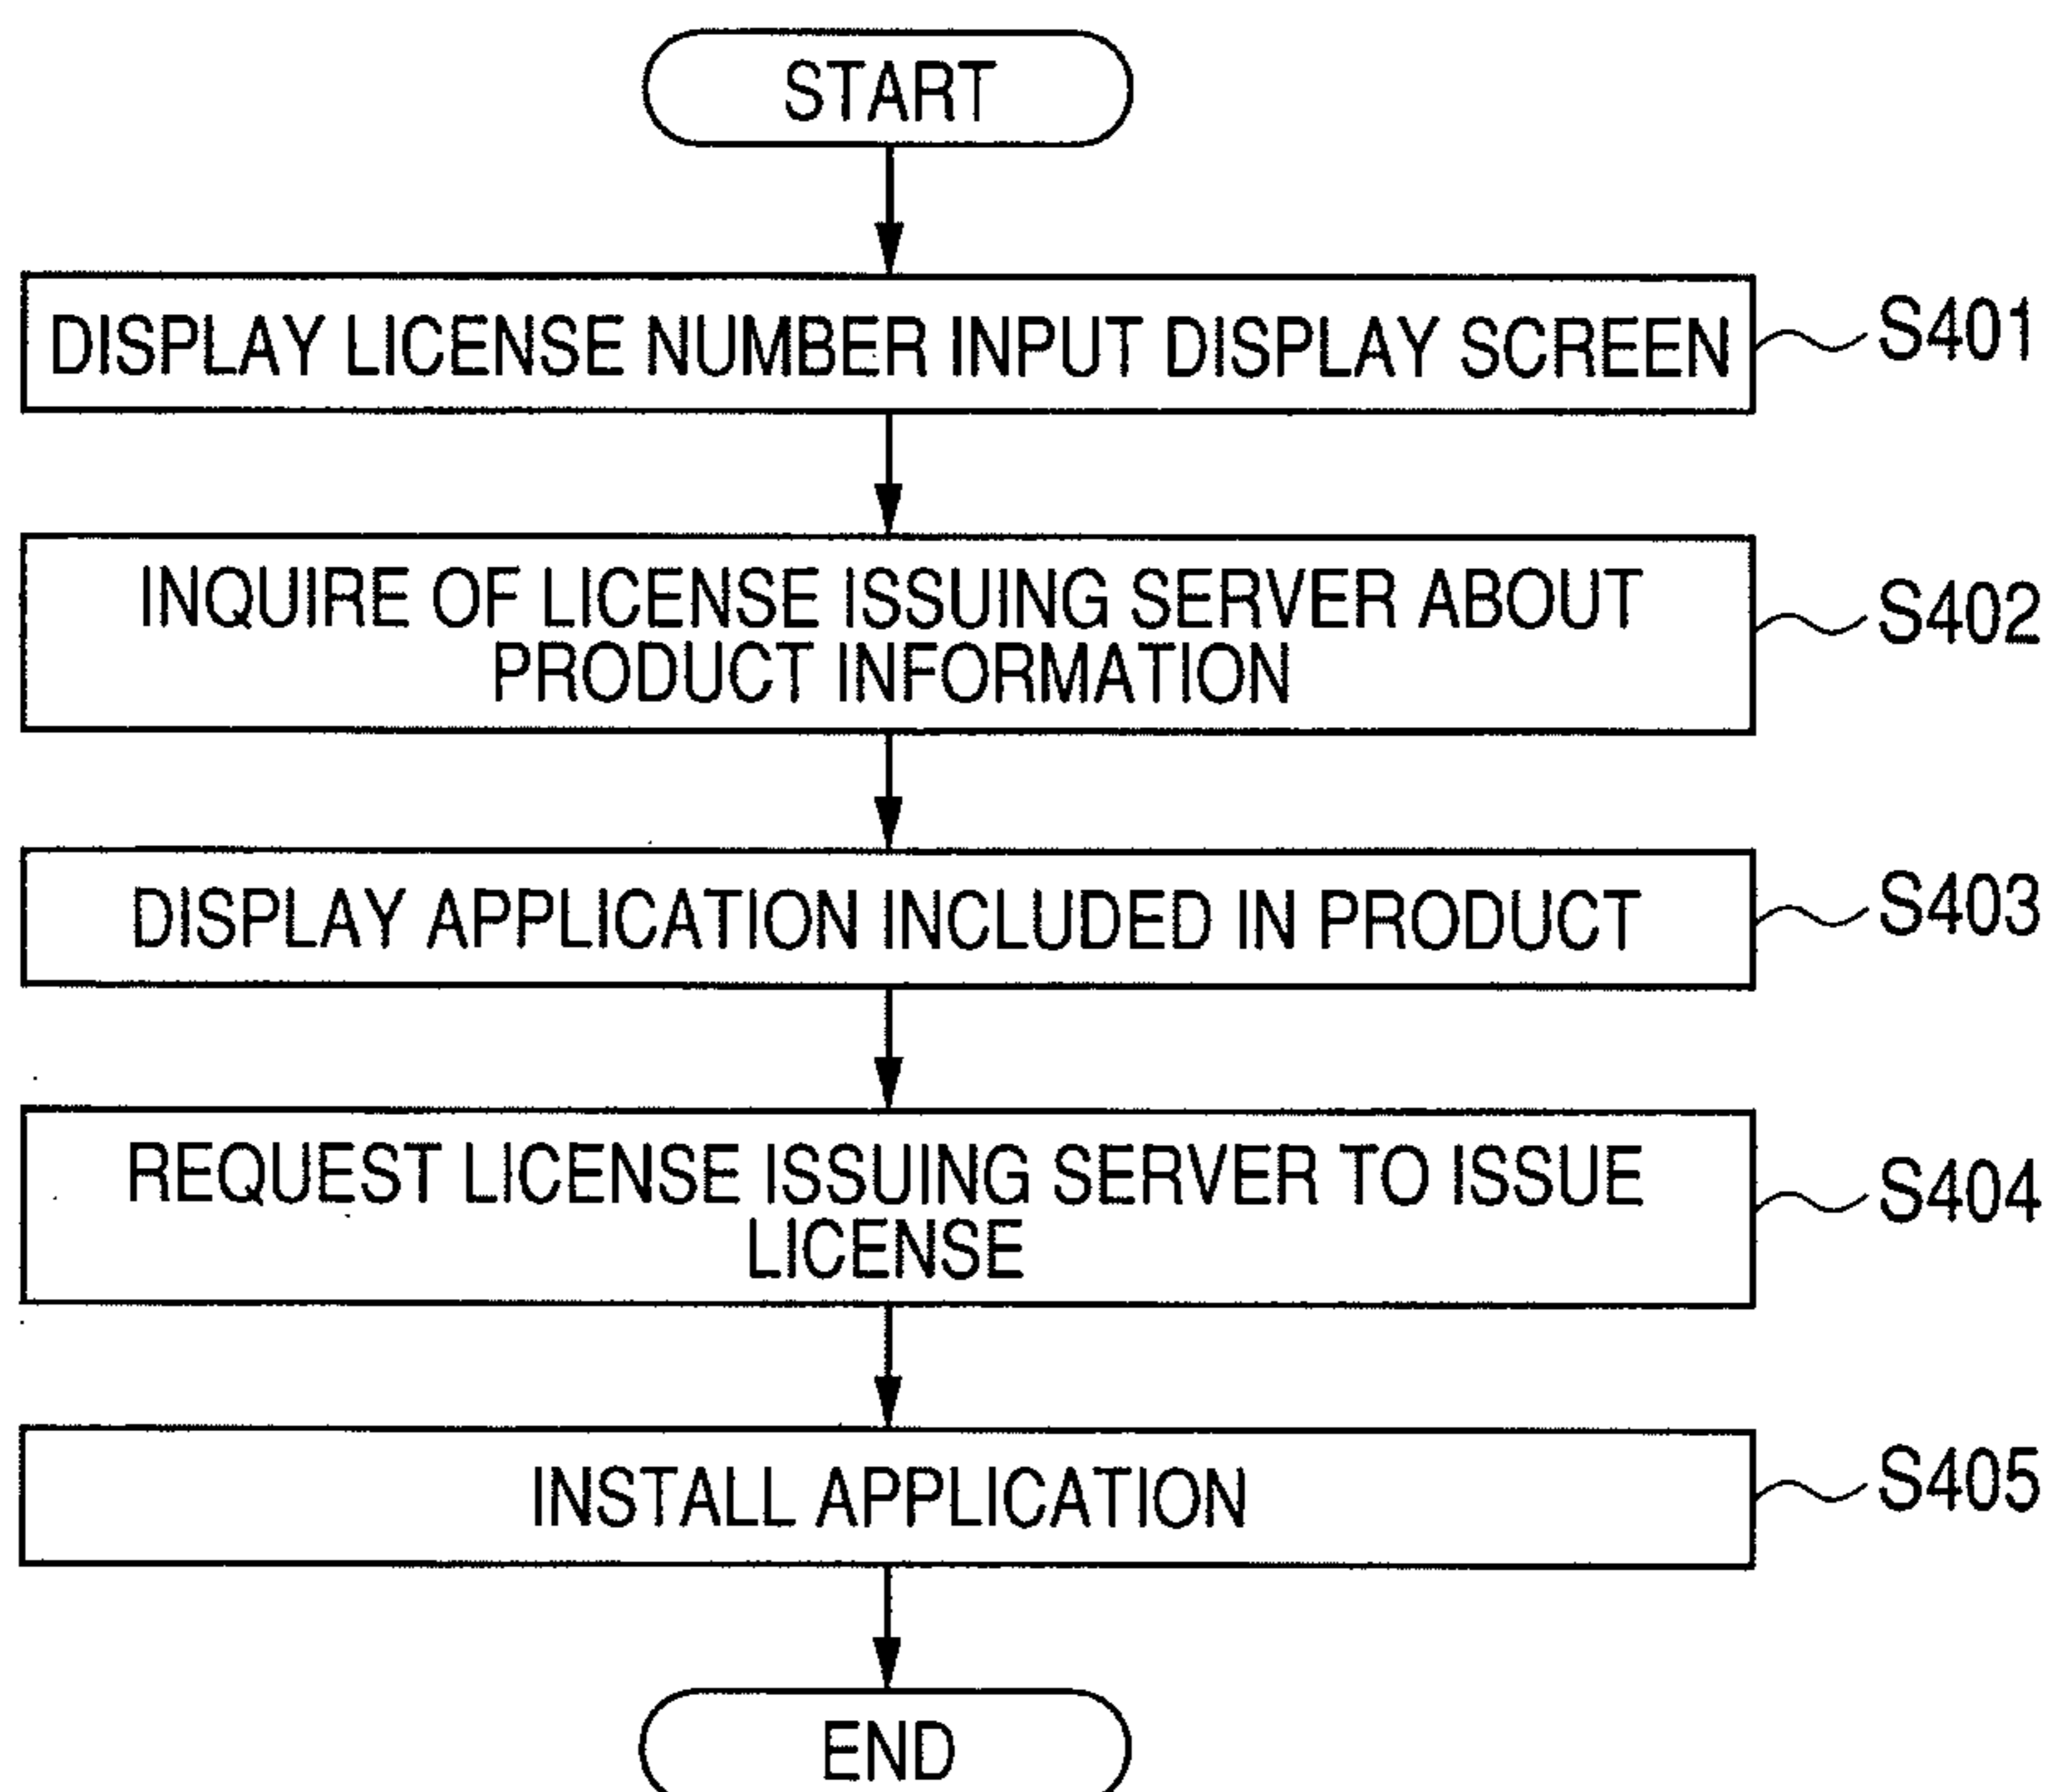 START
DISPLAY LICENSE NUMBER INPUT DISPLAY SCREEN
S401
INQUIRE OF LICENSE ISSUING SERVER ABOUT
PRODUCT INFORMATION
S402
DISPLAY APPLICATION INCLUDED IN PRODUCT
S403
REQUEST LICENSE ISSUING SERVER TO ISSUE
LICENSE
S404
INSTALL APPLICATION
S405
END